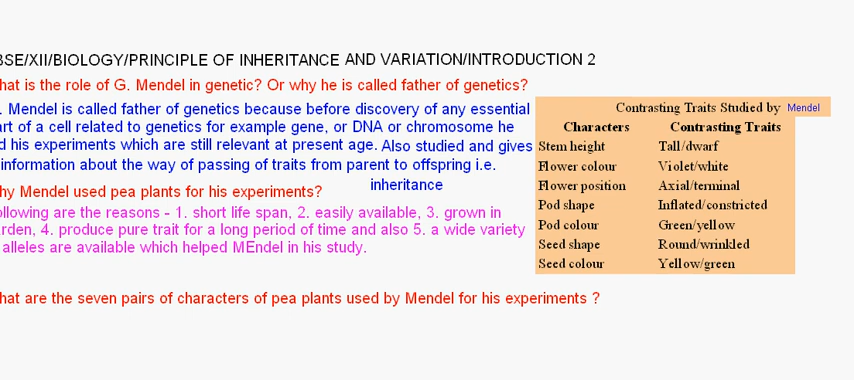 BSE/XII/BIOLOGY/PRINCIPLE OF INHERITANCE AND VARIATION/INTRODUCTION 2
hat is the role of G. Mendel in genetic? Or why he is called father of genetics?
. Mendel is called father of genetics because before discovery of any essential
art of a cell related to genetics for example gene, or DNA or chromosome he
d his experiments which are still relevant at present age. Also studied and gives
information about the way of passing of traits from parent to offspring i.e.
inheritance
hy Mendel used pea plants for his experiments?
ollowing are the reasons - 1. short life span, 2. easily available, 3. grown in
rden, 4. produce pure trait for a long period of time and also 5. a wide variety
alleles are available which helped MEndel in his study.
Contrasting Traits Studied by Mendel
Characters Contrasting Traits
Stem height Tall/dwarf
Flower colour Violet/white
Flower position Axial/terminal
Pod shape Inflated/constricted
Pod colour Green/yellow
Seed shape Round/wrinkled
Seed colour Yellow/green
hat are the seven pairs of characters of pea plants used by Mendel for his experiments ?